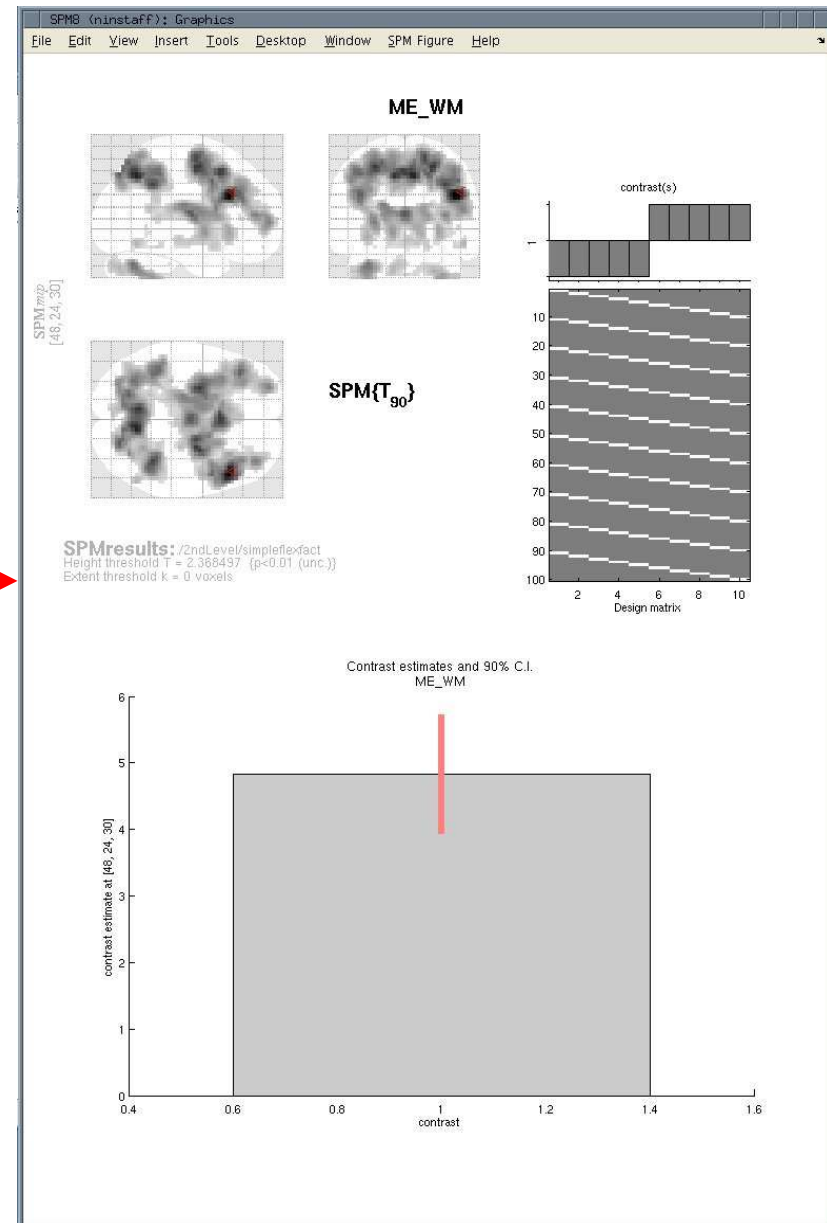 SPM8 (ninstaff): Graphics
File Edit View Insert Tools Desktop Window SPM Figure Help
ME_WM
SPMmip
[48, 24, 30]
SPM{T90}
contrast(s)
1
10
20
30
40
50
60
70
80
90
100
2 4 6 8 10
Design matrix
SPMresults: ./2ndLevel/simpleflexfact
Height threshold T = 2.368497 {p<0.01 (unc.)}
Extent threshold k = 0 voxels
Contrast estimates and 90% C.I.
ME_WM
contrast estimate at [48, 24, 30]
6
5
4
3
2
1
0
0.4 0.6 0.8 1 1.2 1.4 1.6
contrast